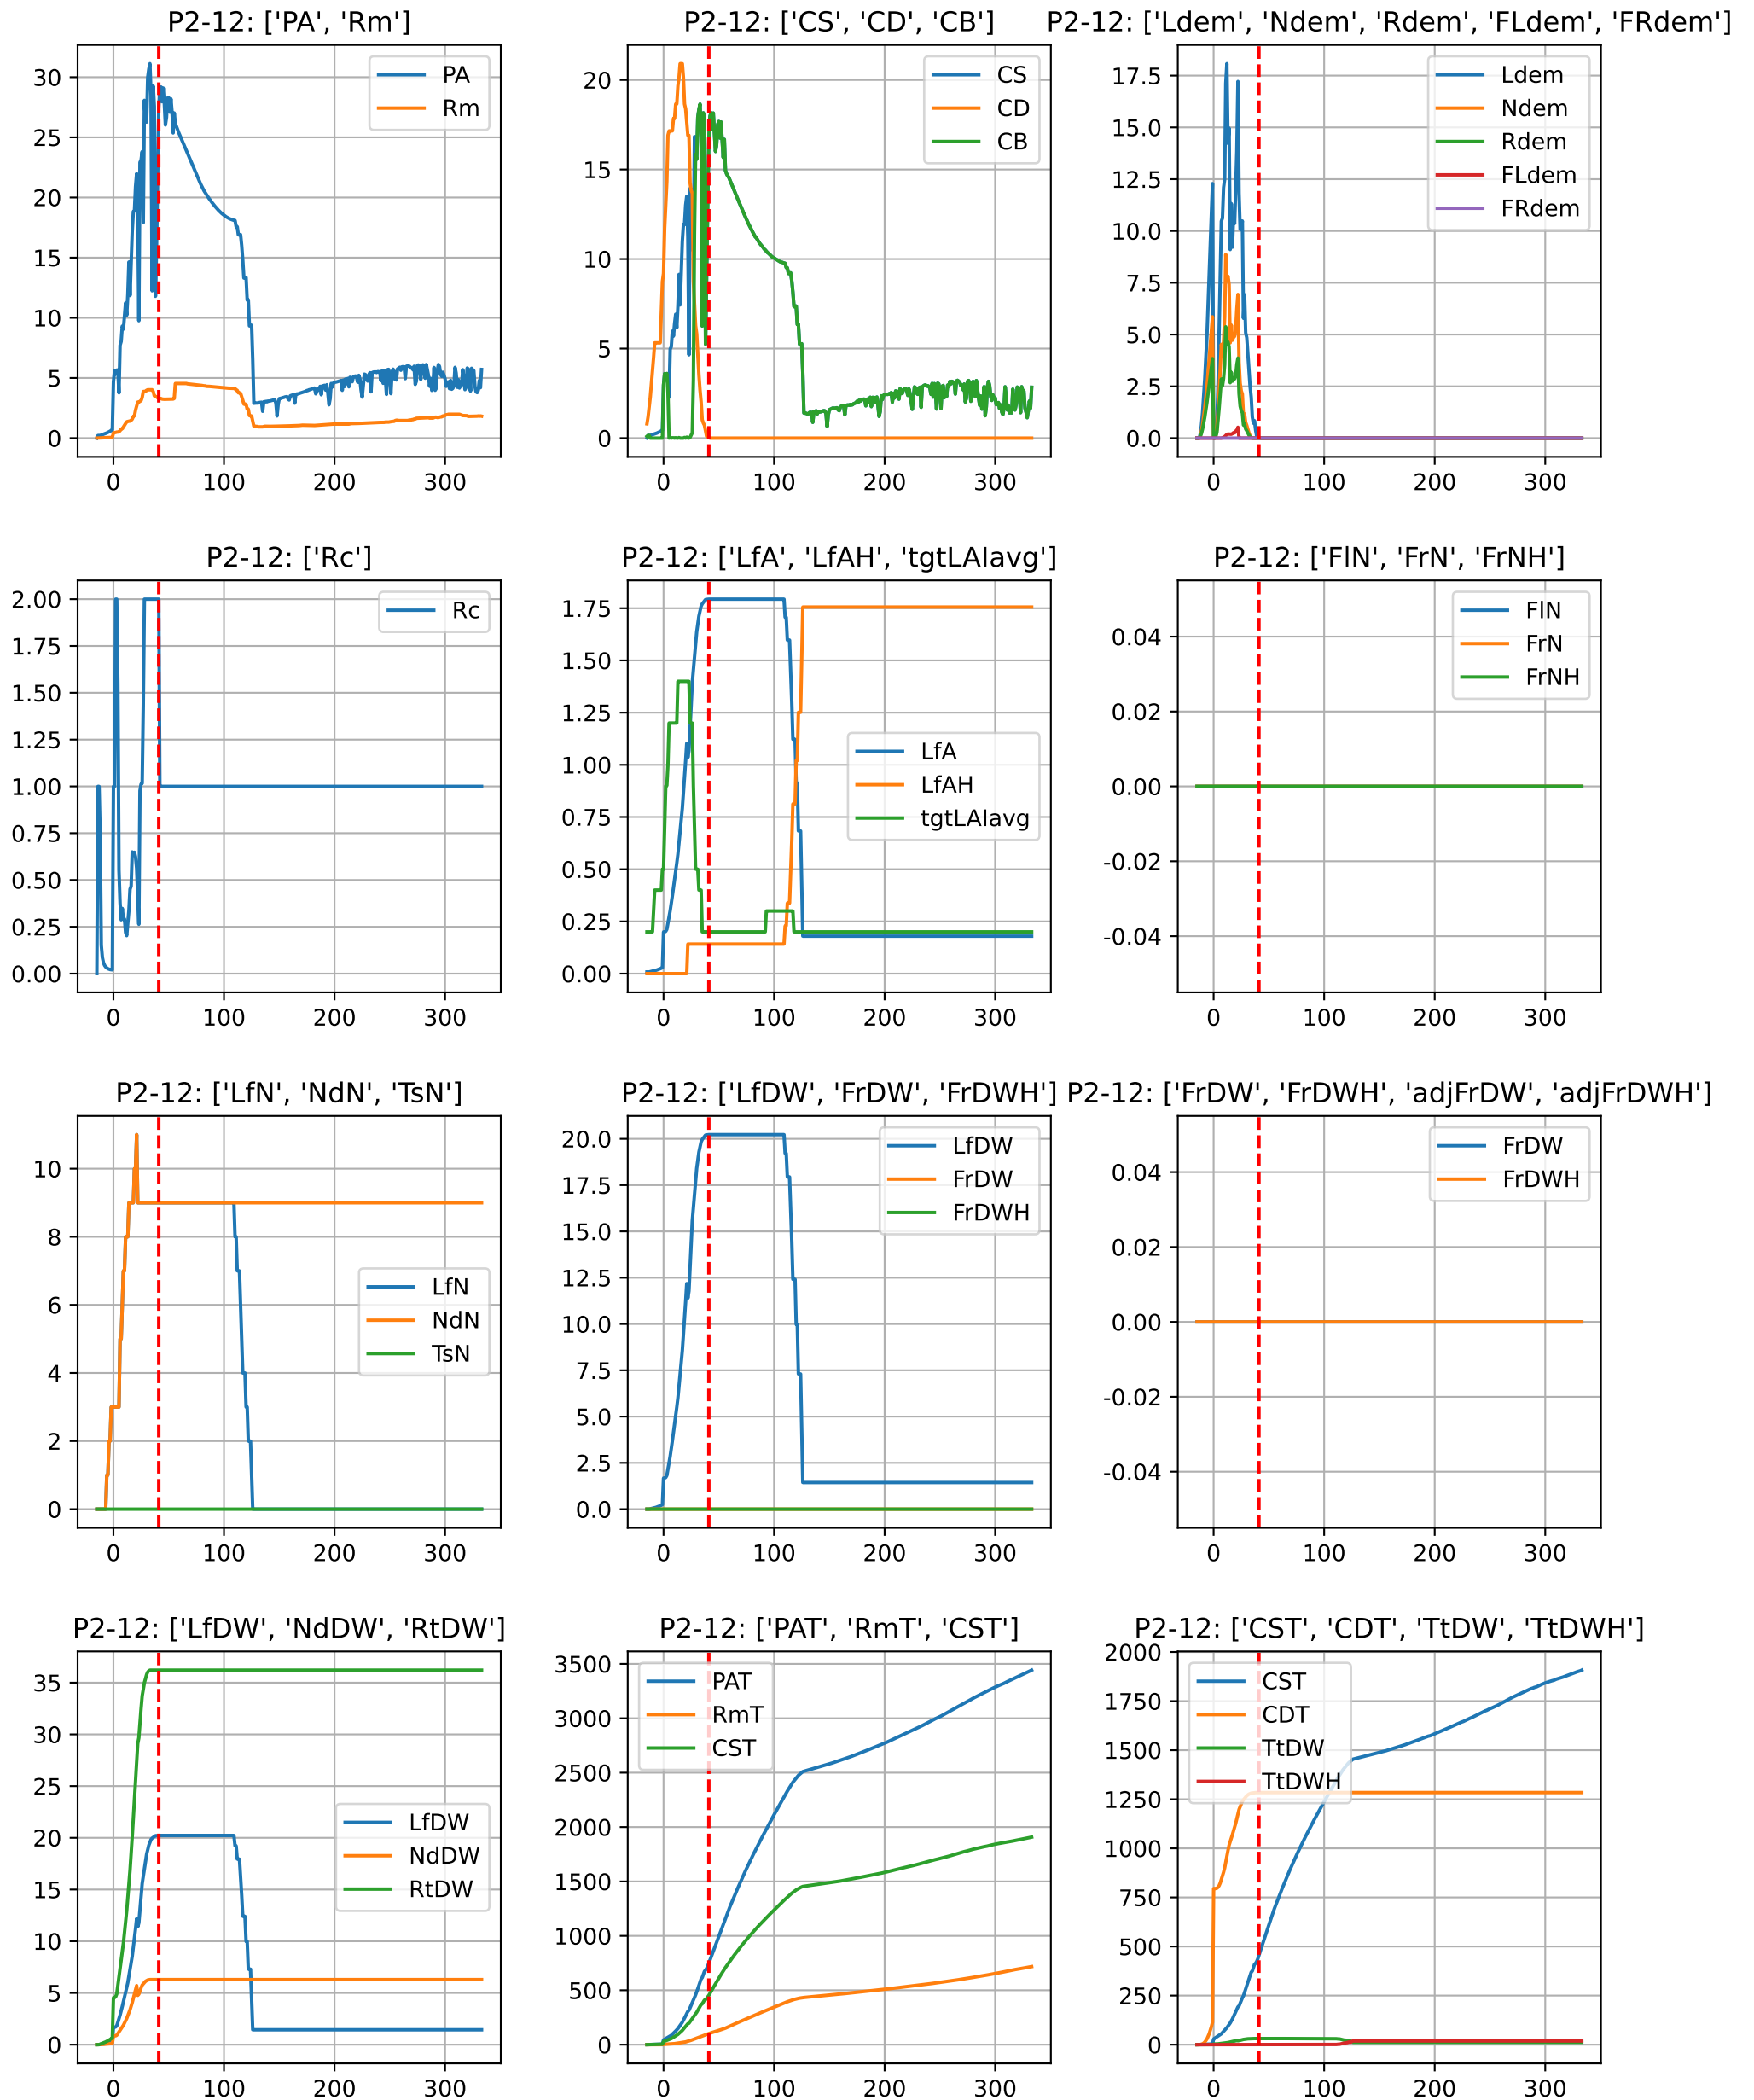 P2-12: ['PA', 'Rm']
30
25
20
15
10
5
0
0 100 200 300
PA
Rm
P2-12: ['CS', 'CD', 'CB']
20
15
10
5
0
0 100 200 300
CS
CD
CB
P2-12: ['Ldem', 'Ndem', 'Rdem', 'FLdem', 'FRdem']
17.5
15.0
12.5
10.0
7.5
5.0
2.5
0.0
0 100 200 300
Ldem
Ndem
Rdem
FLdem
FRdem
P2-12: ['Rc']
2.00
1.75
1.50
1.25
1.00
0.75
0.50
0.25
0.00
0 100 200 300
Rc
P2-12: ['LfA', 'LfAH', 'tgtLAIavg']
1.75
1.50
1.25
1.00
0.75
0.50
0.25
0.00
0 100 200 300
LfA
LfAH
tgtLAIavg
P2-12: ['FlN', 'FrN', 'FrNH']
0.04
0.02
0.00
-0.02
-0.04
0 100 200 300
FlN
FrN
FrNH
P2-12: ['LfN', 'NdN', 'TsN']
10
8
6
4
2
0
0 100 200 300
LfN
NdN
TsN
P2-12: ['LfDW', 'FrDW', 'FrDWH']
20.0
17.5
15.0
12.5
10.0
7.5
5.0
2.5
0.0
0 100 200 300
LfDW
FrDW
FrDWH
P2-12: ['FrDW', 'FrDWH', 'adjFrDW', 'adjFrDWH']
0.04
0.02
0.00
-0.02
-0.04
0 100 200 300
FrDW
FrDWH
P2-12: ['LfDW', 'NdDW', 'RtDW']
35
30
25
20
15
10
5
0
0 100 200 300
LfDW
NdDW
RtDW
P2-12: ['PAT', 'RmT', 'CST']
3500
3000
2500
2000
1500
1000
500
0
0 100 200 300
PAT
RmT
CST
P2-12: ['CST', 'CDT', 'TtDW', 'TtDWH']
2000
1750
1500
1250
1000
750
500
250
0
0 100 200 300
CST
CDT
TtDW
TtDWH